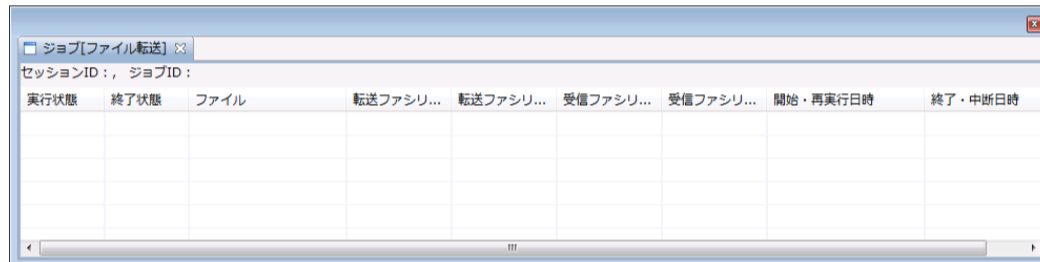 ジョブ[ファイル転送]
セッションID：， ジョブID：
実行状態 終了状態 ファイル 転送ファシリ... 転送ファシリ... 受信ファシリ... 受信ファシリ... 開始・再実行日時 終了・中断日時